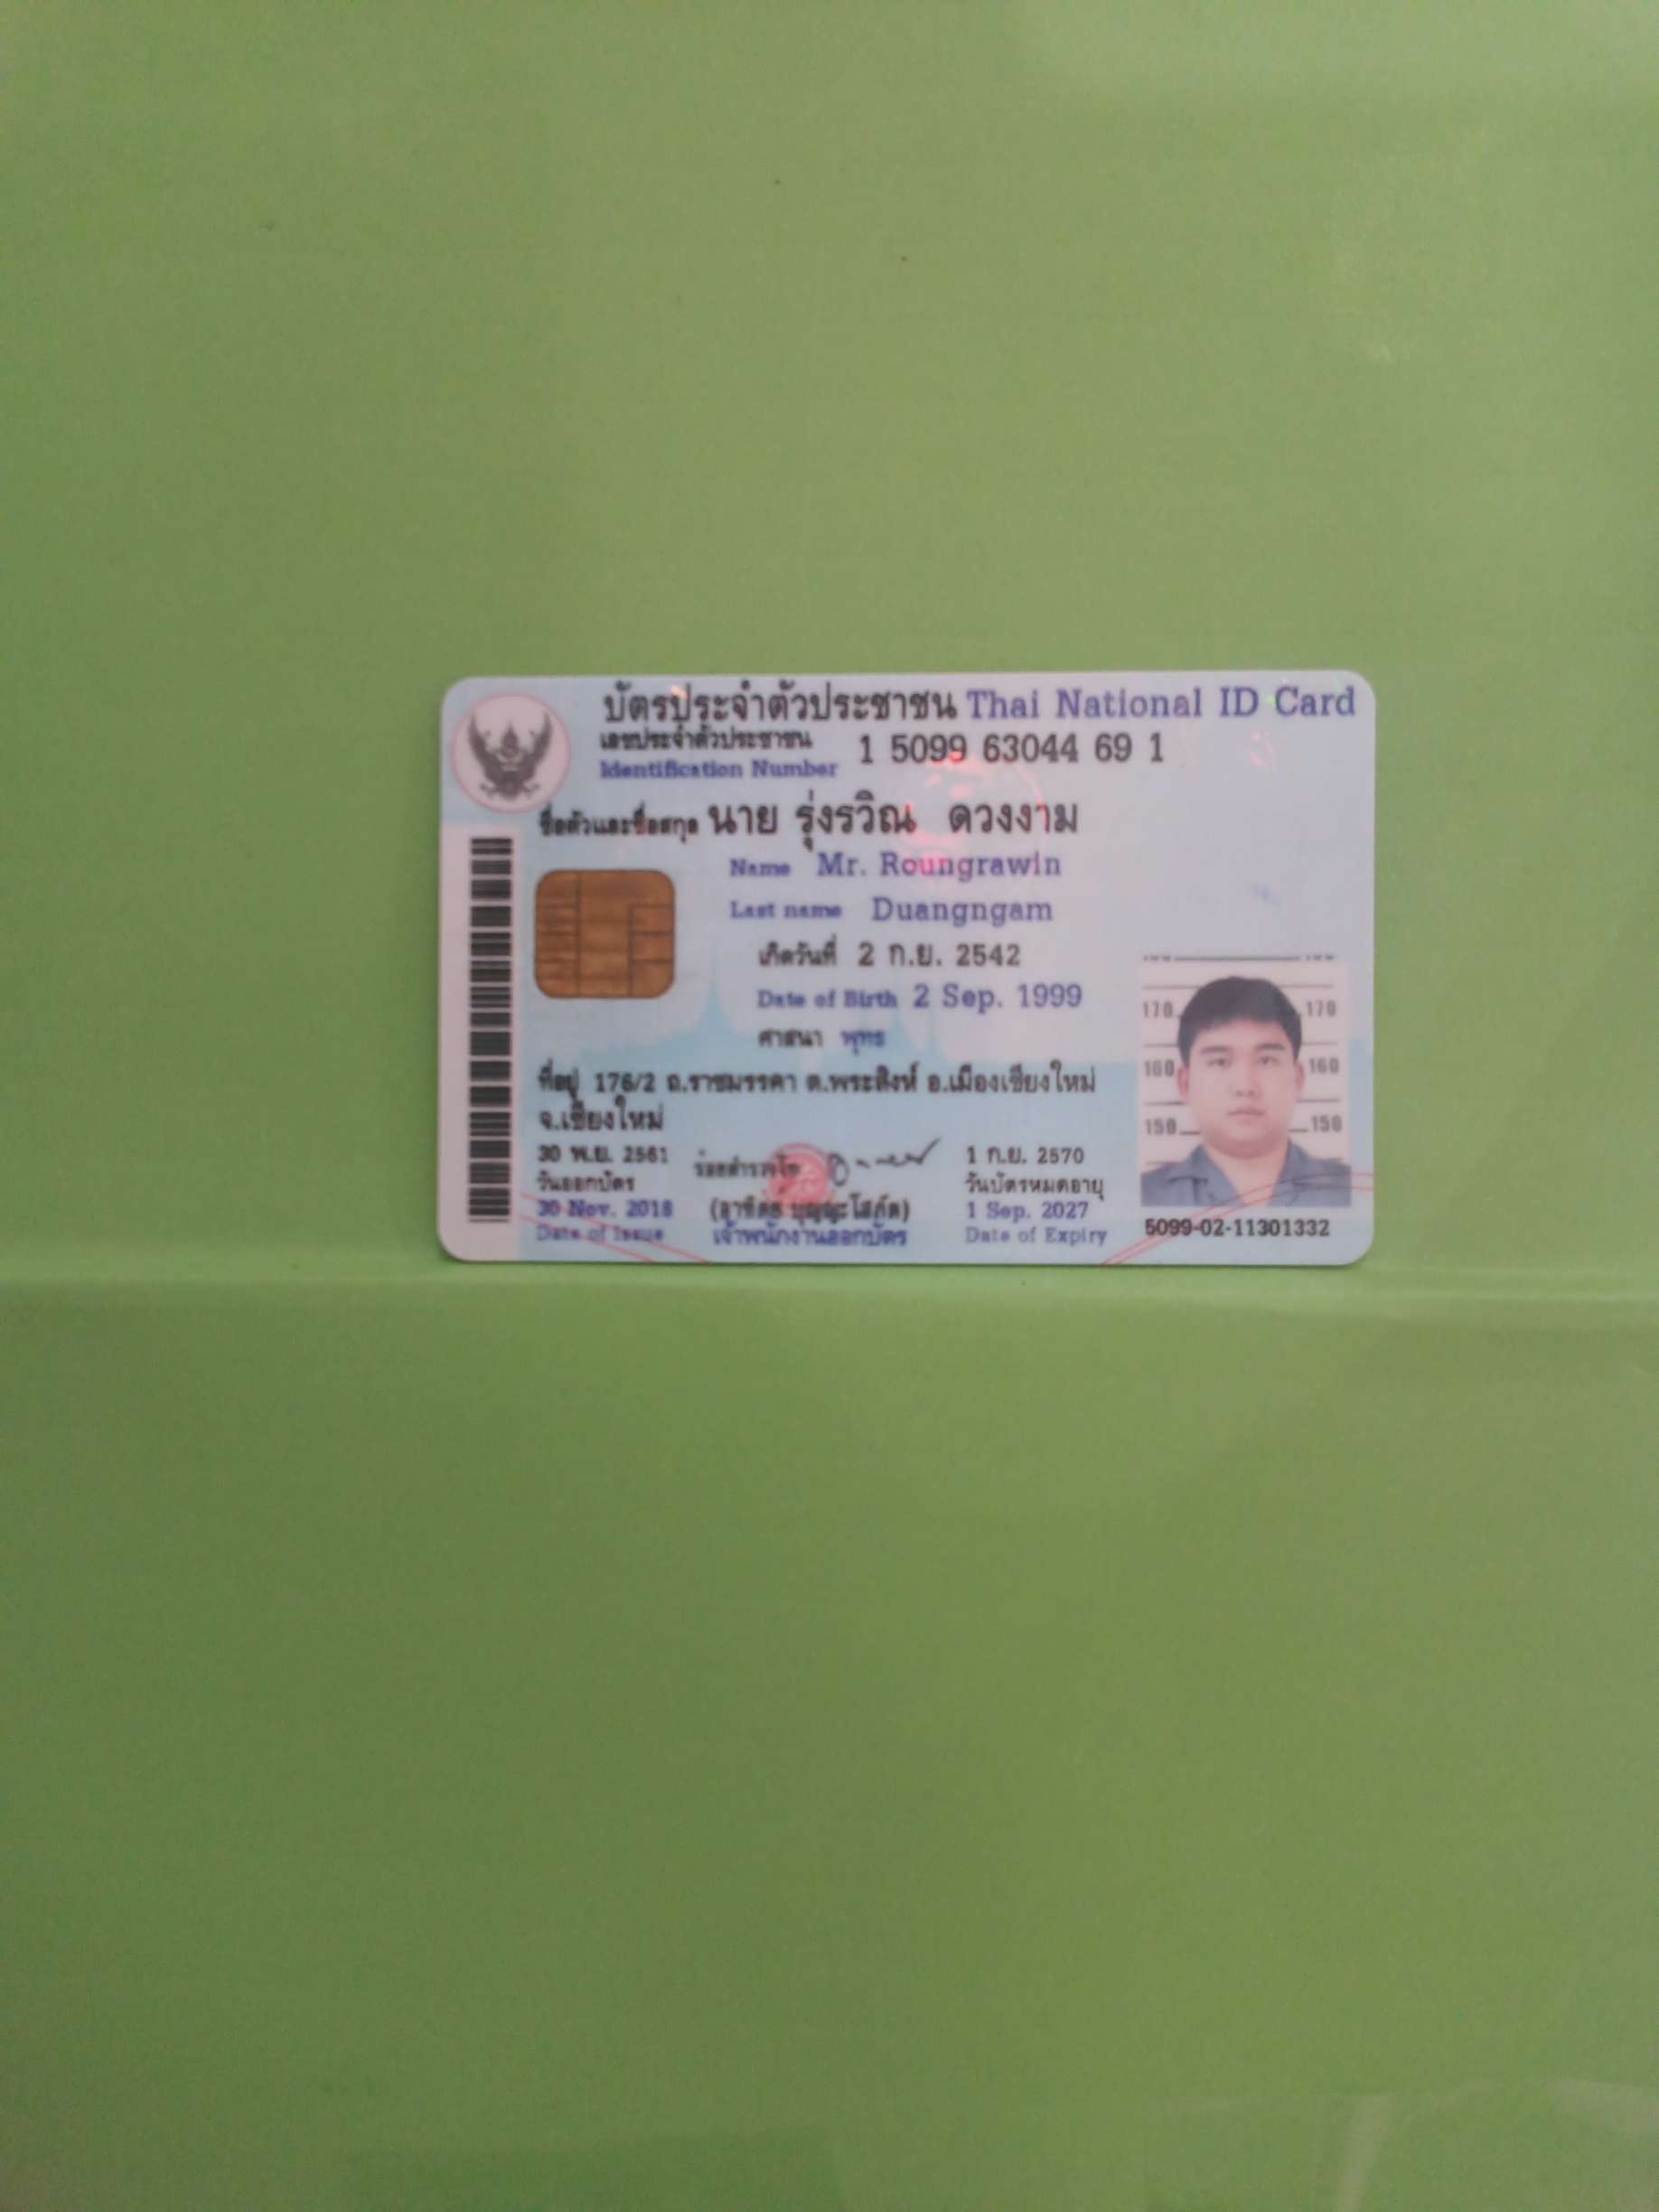 บัตรประจำตัวประชาชน Thai National ID Card
เลขประจำตัวประชาชน 1 5099 63044 69 1
Identification Number
ชื่อตัวและชื่อสกุล นาย รุ่งรวิณ ดวงงาม
Name Mr. Roungrawin
Last name Duangngam
เกิดวันที่ 2 ก.ย. 2542
Date of Birth 2 Sep. 1999
ศาสนา พุทธ
ที่อยู่ 176/2 ถ.ราชมรรคา ต.พระสิงห์ อ.เมืองเชียงใหม่
จ.เชียงใหม่
170 170
160 160
150 150
30 พ.ย. 2561
วันออกบัตร
30 Nov. 2018
Date of Issue
ร้อยตำรวจโท
เจ้าพนักงานออกบัตร
1 ก.ย. 2570
วันบัตรหมดอายุ
1 Sep. 2027
Date of Expiry
5099-02-11301332